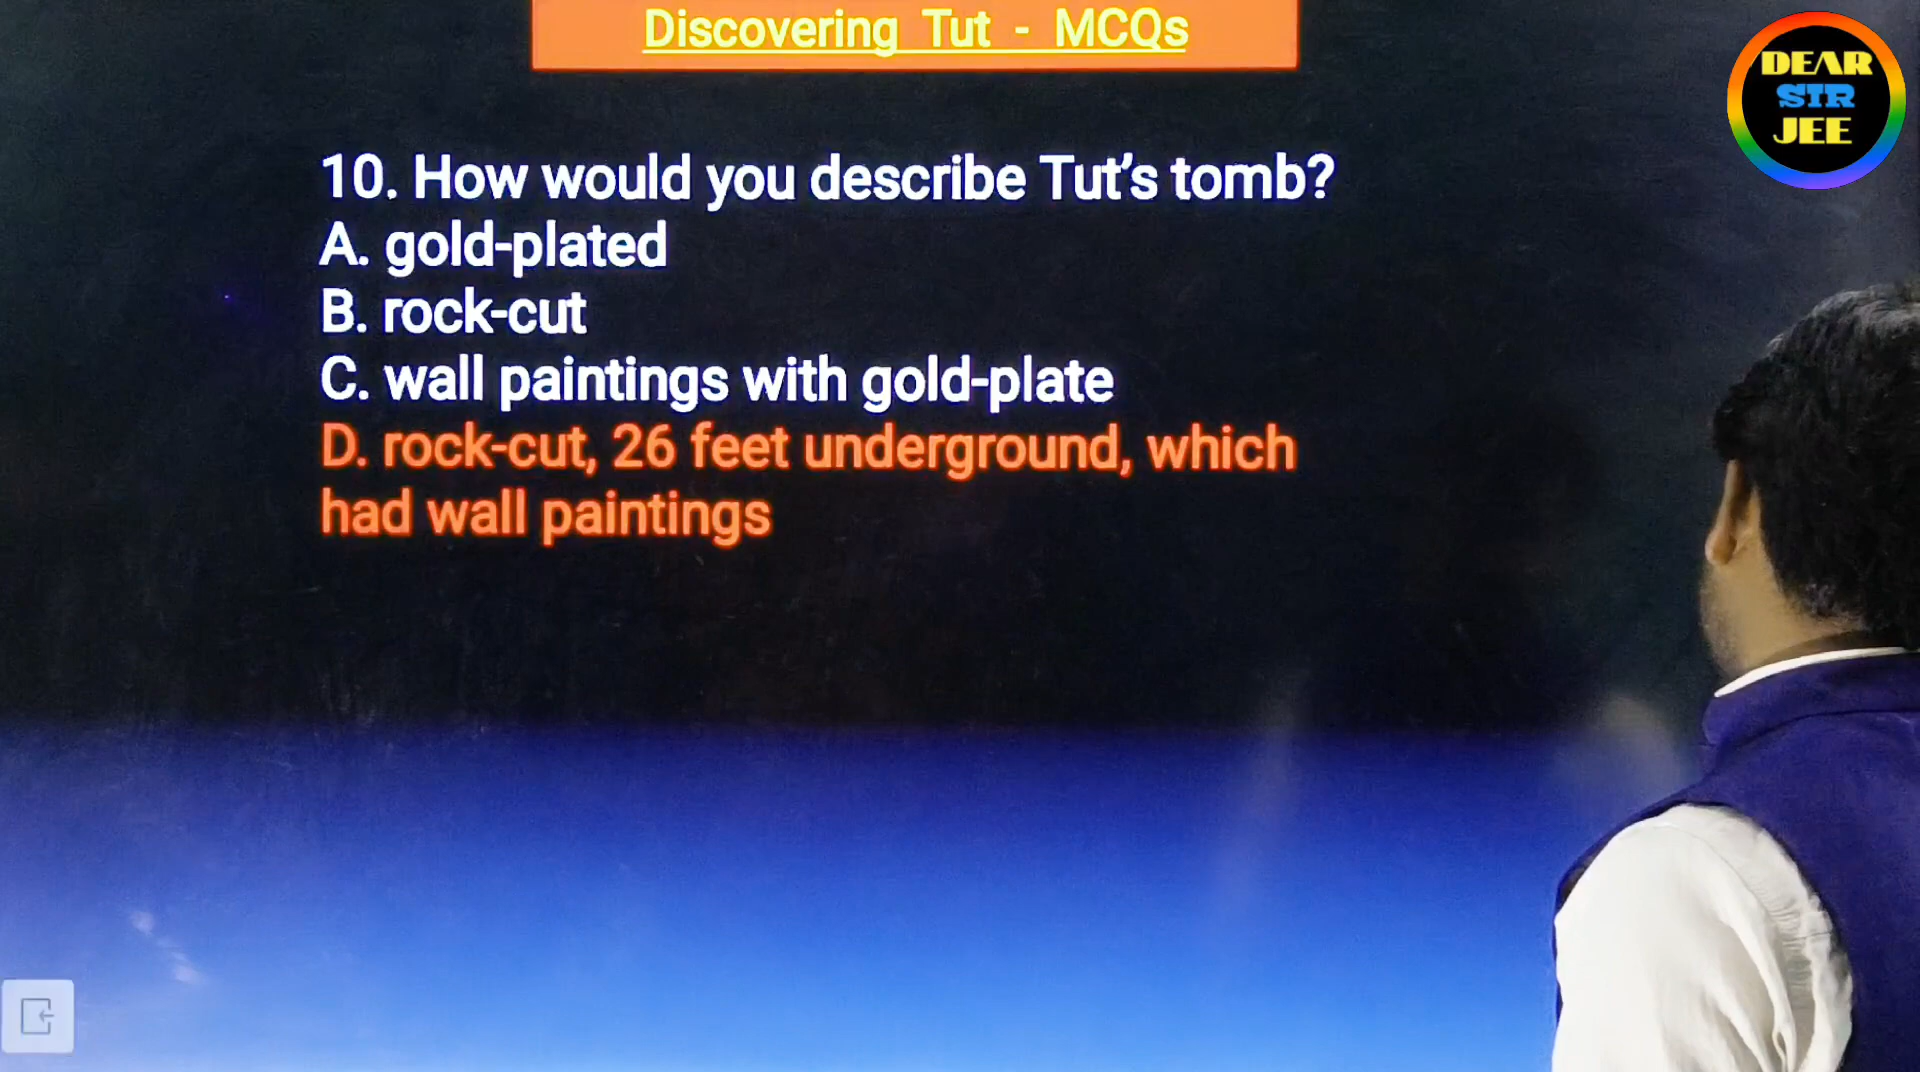 Discovering Tut - MCQs
DEAR
SIR
JEE
10. How would you describe Tut’s tomb?
A. gold-plated
B. rock-cut
C. wall paintings with gold-plate
D. rock-cut, 26 feet underground, which
had wall paintings